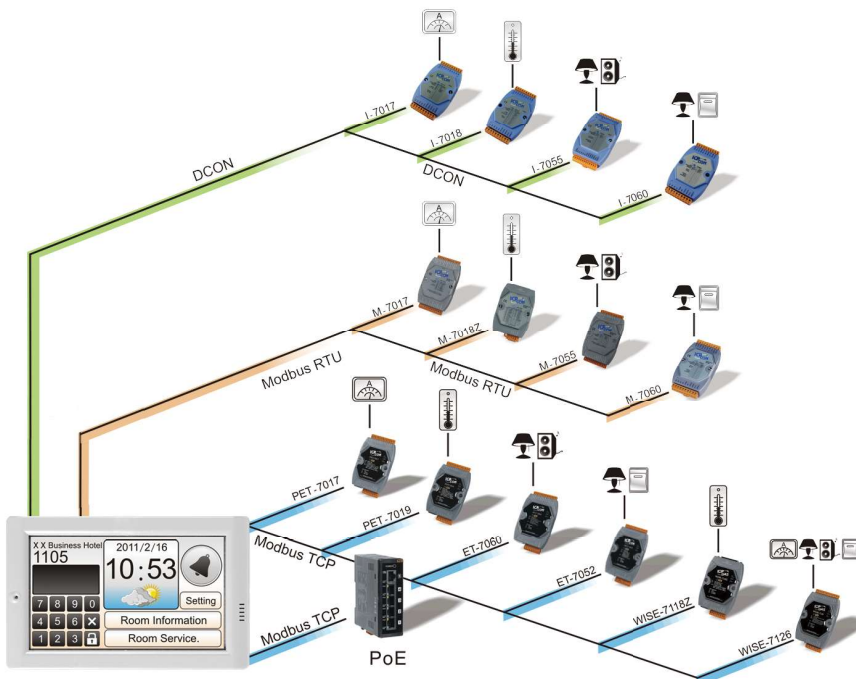 I-7017
I-7018
I-7055
I-7060
DCON
DCON
M-7017
M-7018Z
M-7055
M-7060
Modbus RTU
Modbus RTU
PET-7017
PET-7019
ET-7060
ET-7052
WISE-7118Z
WISE-7126
Modbus TCP
Modbus TCP
PoE
X X Business Hotel
1105
2011/2/16
10:53
Setting
7 8 9 0
4 5 6 X
1 2 3
Room Information
Room Service.
A
A
A
A